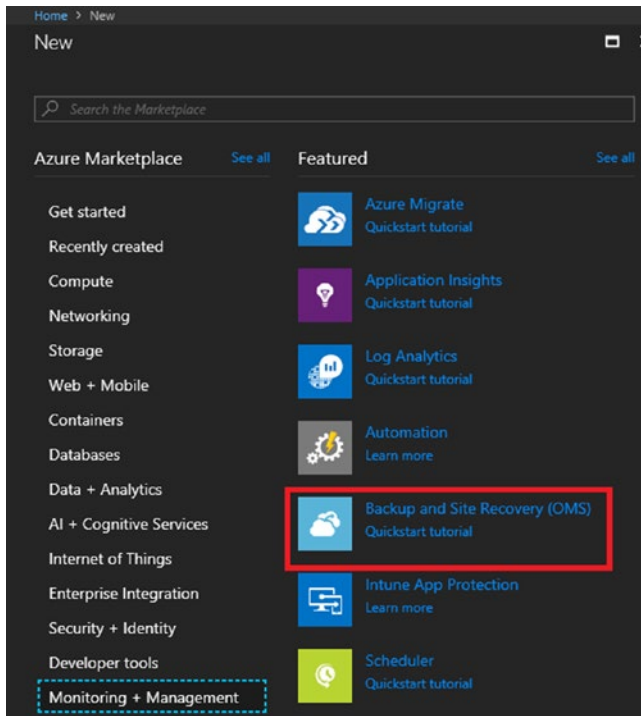 Home > New
New
Search the Marketplace
Azure Marketplace See all
Get started
Recently created
Compute
Networking
Storage
Web + Mobile
Containers
Databases
Data + Analytics
AI + Cognitive Services
Internet of Things
Enterprise Integration
Security + Identity
Developer tools
Monitoring + Management
Featured See all
Azure Migrate
Quickstart tutorial
Application Insights
Quickstart tutorial
Log Analytics
Quickstart tutorial
Automation
Learn more
Backup and Site Recovery (OMS)
Quickstart tutorial
Intune App Protection
Learn more
Scheduler
Quickstart tutorial